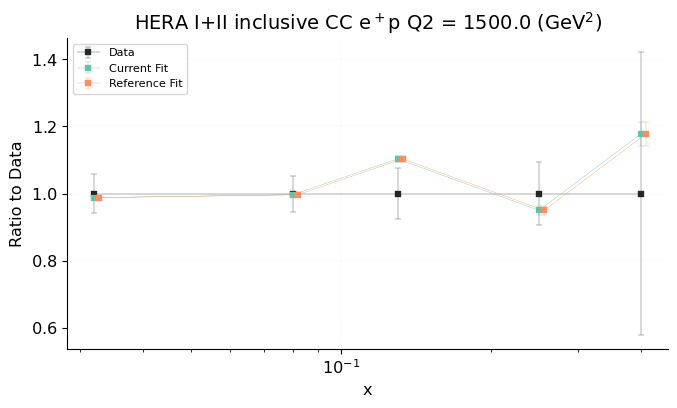 HERA I+II inclusive CC e⁺p Q2 = 1500.0 (GeV²)
Data
Current Fit
Reference Fit
Ratio to Data
1.4
1.2
1.0
0.8
0.6
10⁻¹
x